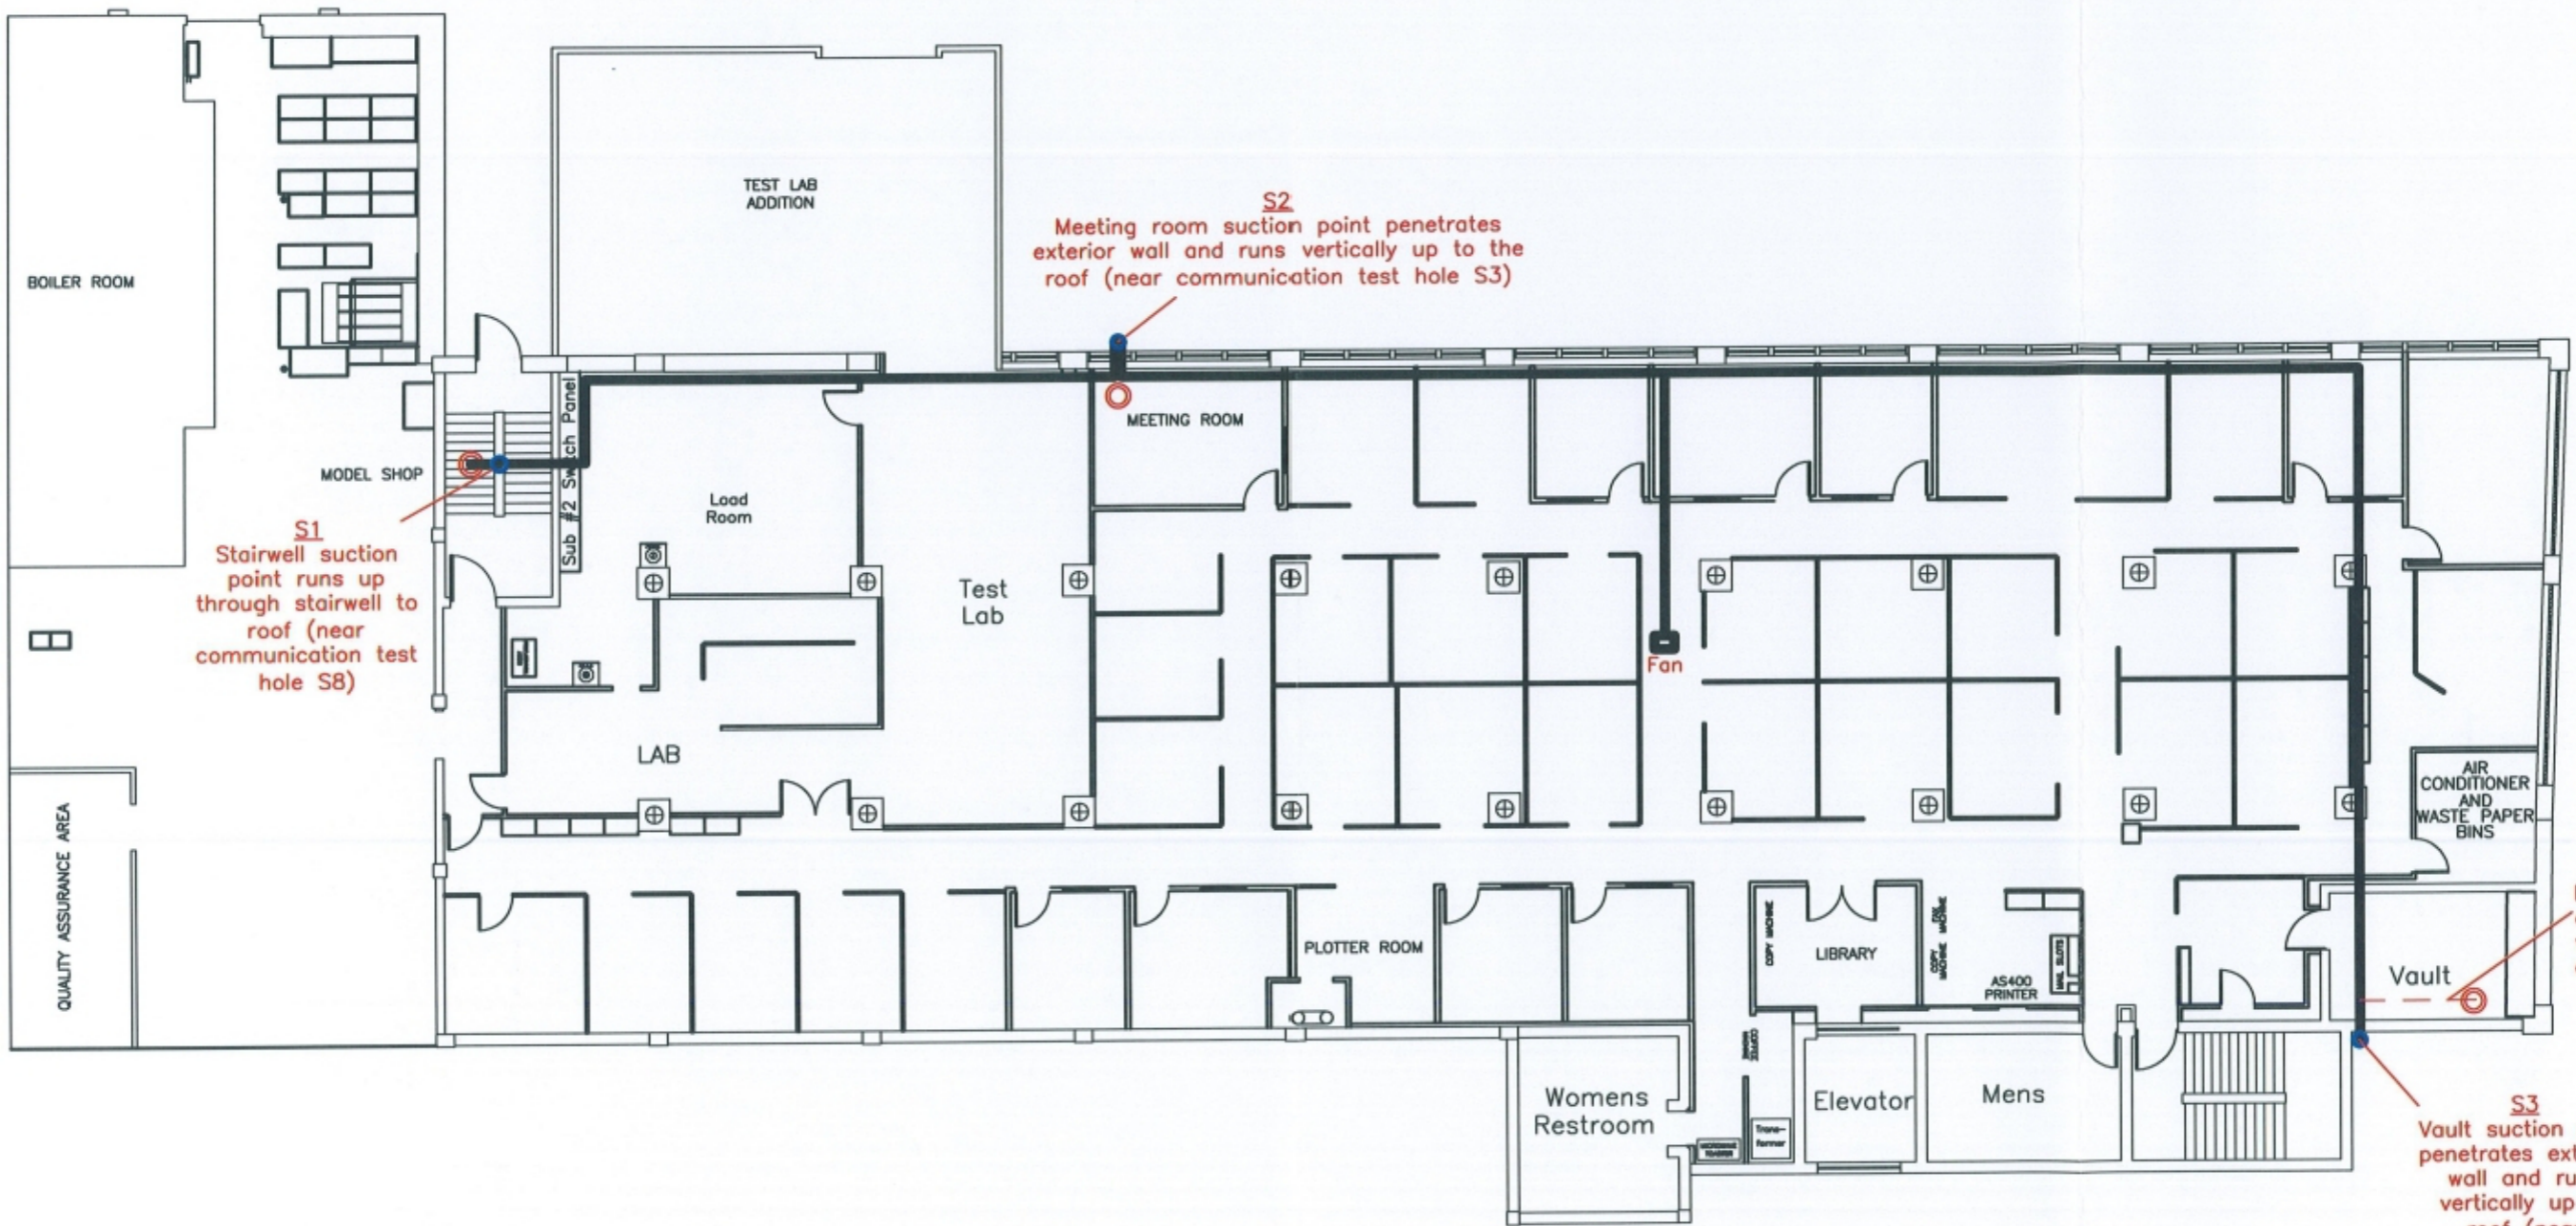 TEST LAB
ADDITION
S2
Meeting room suction point penetrates
exterior wall and runs vertically up to the
roof (near communication test hole S3)
BOILER ROOM
MODEL SHOP
Sub #2 Switch Panel
MEETING ROOM
Load
Room
S1
Stairwell suction
point runs up
through stairwell to
roof (near
communication test
hole S8)
Test
Lab
Fan
LAB
AIR
CONDITIONER
AND
WASTE PAPER
BINS
QUALITY ASSURANCE AREA
PLOTTER ROOM
COPY MACHINE
LIBRARY
COPY MACHINE
MACHINE
AS400
PRINTER
MAIL SLOTS
Vault
COFFEE
Womens
Restroom
Trans-
former
Elevator
Mens
S3
Vault suction
penetrates
wall and
vertically up